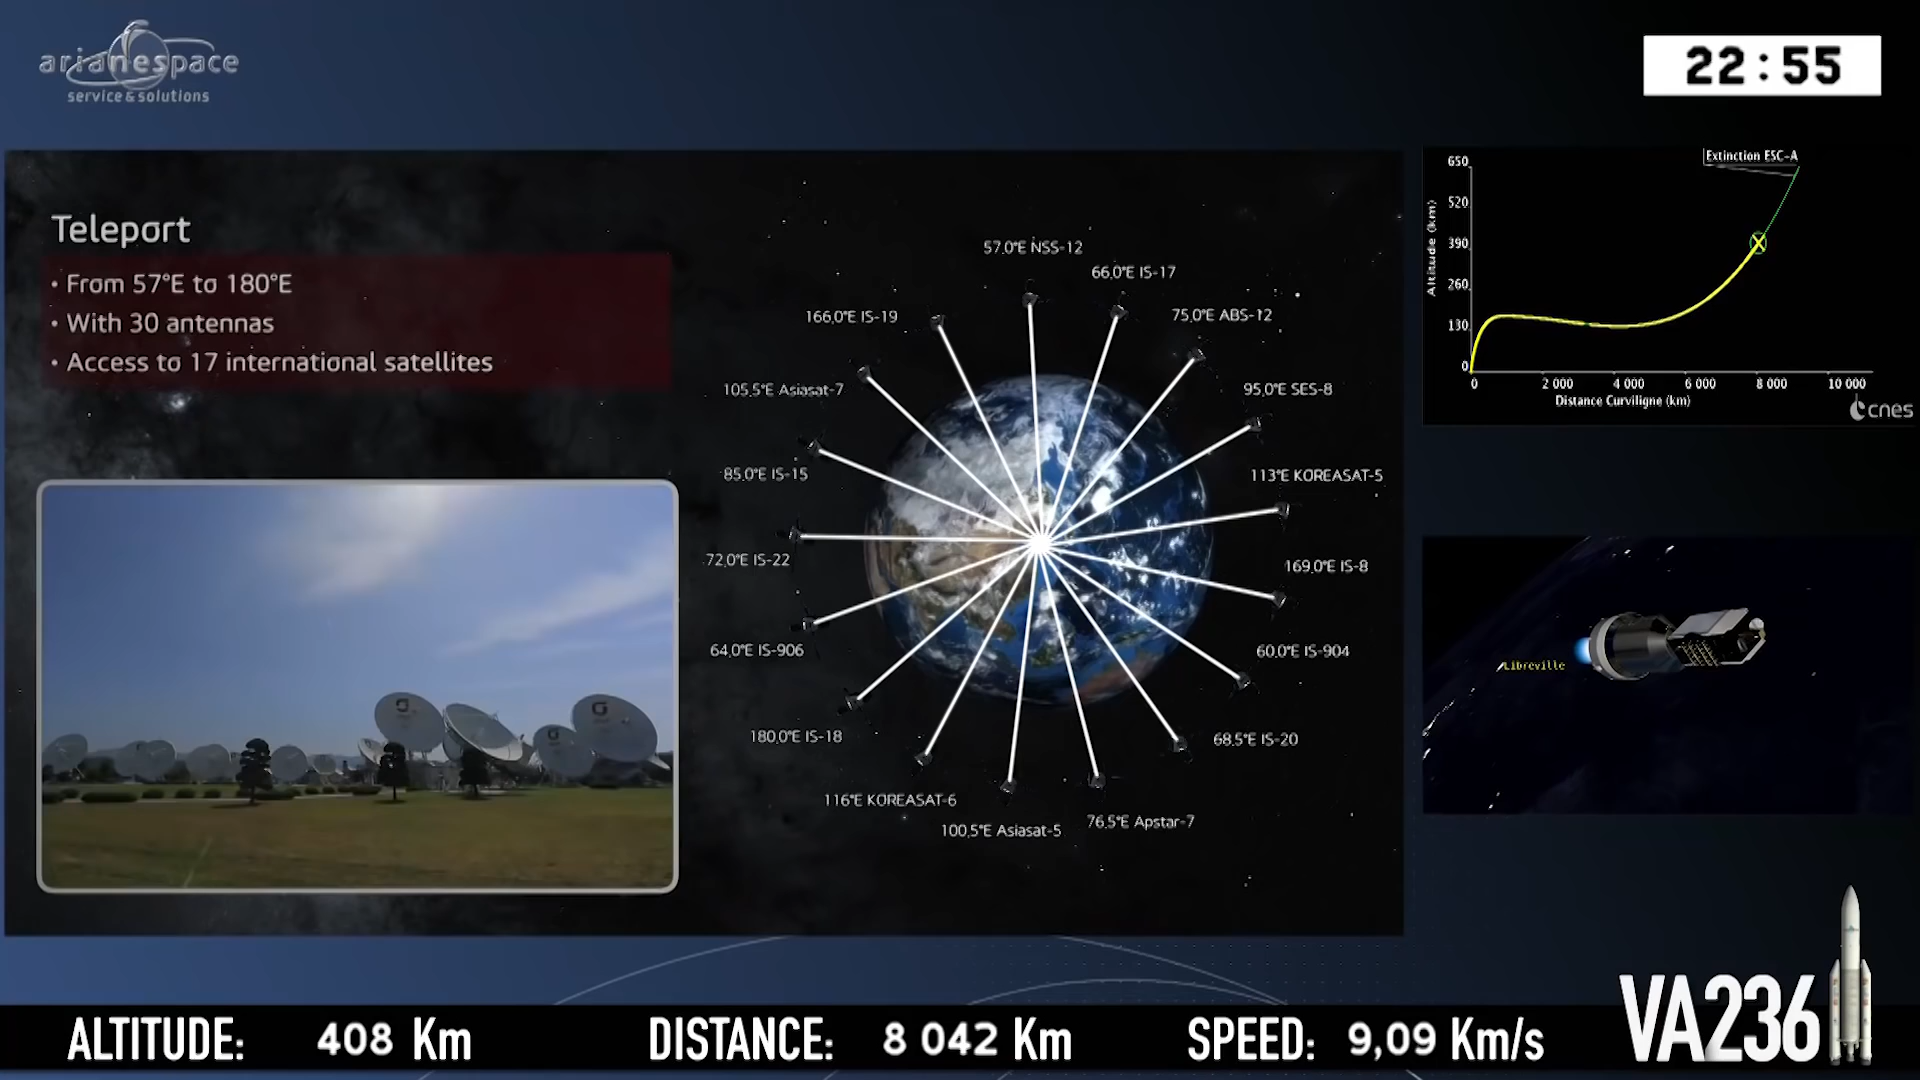 arianespace
service & solutions
22:55
Teleport
• From 57°E to 180°E
• With 30 antennas
• Access to 17 international satellites
57.0°E NSS-12
66.0°E IS-17
166.0°E IS-19
75.0°E ABS-12
105.5°E Asiasat-7
95.0°E SES-8
85.0°E IS-15
113°E KOREASAT-5
72.0°E IS-22
169.0°E IS-8
64.0°E IS-906
60.0°E IS-904
180.0°E IS-18
68.5°E IS-20
116°E KOREASAT-6
100.5°E Asiasat-5
76.5°E Apstar-7
Extinction ESC-A
Altitude (km)
650
520
390
260
130
0
0 2 000 4 000 6 000 8 000 10 000
Distance Curviligne (km)
cnes
Libreville
ALTITUDE: 408 Km DISTANCE: 8 042 Km SPEED: 9,09 Km/s
VA236